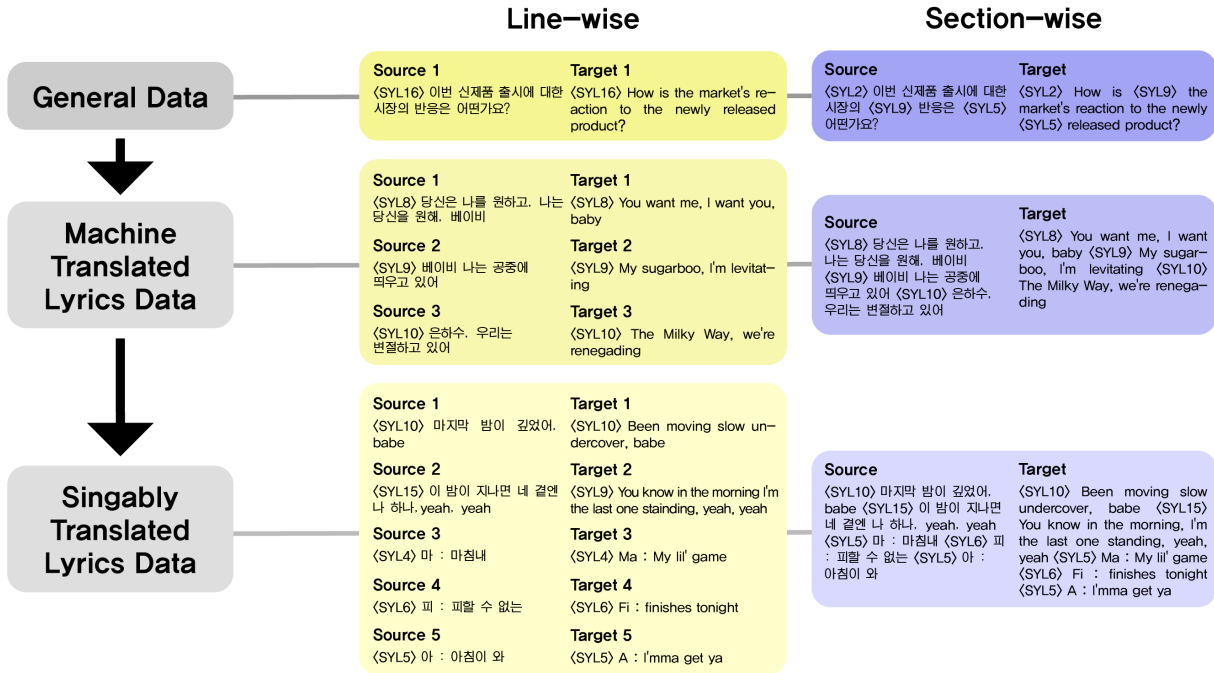 Line-wise
Section-wise
General Data
Source 1
⟨SYL16⟩ 이번 신제품 출시에 대한
시장의 반응은 어떤가요?
Target 1
⟨SYL16⟩ How is the market's re-
action to the newly released
product?
Source
⟨SYL2⟩ 이번 신제품 출시에 대한
시장의 ⟨SYL9⟩ 반응은 ⟨SYL5⟩
어떤가요?
Target
⟨SYL2⟩ How is ⟨SYL9⟩ the
market's reaction to the newly
⟨SYL5⟩ released product?
Machine
Translated
Lyrics Data
Source 1
⟨SYL8⟩ 당신은 나를 원하고. 나는
당신을 원해. 베이비
Target 1
⟨SYL8⟩ You want me, I want you,
baby
Source 2
⟨SYL9⟩ 베이비 나는 공중에
띄우고 있어
Target 2
⟨SYL9⟩ My sugarboo, I'm levitat-
ing
Source 3
⟨SYL10⟩ 은하수. 우리는
변절하고 있어
Target 3
⟨SYL10⟩ The Milky Way, we're
renegading
Source
⟨SYL8⟩ 당신은 나를 원하고.
나는 당신을 원해. 베이비
⟨SYL9⟩ 베이비 나는 공중에
띄우고 있어 ⟨SYL10⟩ 은하수.
우리는 변절하고 있어
Target
⟨SYL8⟩ You want me, I want
you, baby ⟨SYL9⟩ My sugar-
boo, I'm levitating ⟨SYL10⟩
The Milky Way, we're renega-
ding
Singably
Translated
Lyrics Data
Source 1
⟨SYL10⟩ 마지막 밤이 깊었어.
babe
Target 1
⟨SYL10⟩ Been moving slow un-
dercover, babe
Source 2
⟨SYL15⟩ 이 밤이 지나면 네 곁엔
나 하나. yeah. yeah
Target 2
⟨SYL9⟩ You know in the morning I'm
the last one stainding, yeah, yeah
Source 3
⟨SYL4⟩ 마 : 마침내
Target 3
⟨SYL4⟩ Ma : My lil' game
Source 4
⟨SYL6⟩ 피 : 피할 수 없는
Target 4
⟨SYL6⟩ Fi : finishes tonight
Source 5
⟨SYL5⟩ 아 : 아침이 와
Target 5
⟨SYL5⟩ A : I'mma get ya
Source
⟨SYL10⟩ 마지막 밤이 깊었어.
babe ⟨SYL15⟩ 이 밤이 지나면
네 곁엔 나 하나. yeah. yeah
⟨SYL5⟩ 마 : 마침내 ⟨SYL6⟩ 피
: 피할 수 없는 ⟨SYL5⟩ 아 :
아침이 와
Target
⟨SYL10⟩ Been moving slow
undercover, babe ⟨SYL15⟩
You know in the morning, I'm
the last one standing, yeah,
yeah ⟨SYL5⟩ Ma : My lil' game
⟨SYL6⟩ Fi : finishes tonight
⟨SYL5⟩ A : I'mma get ya